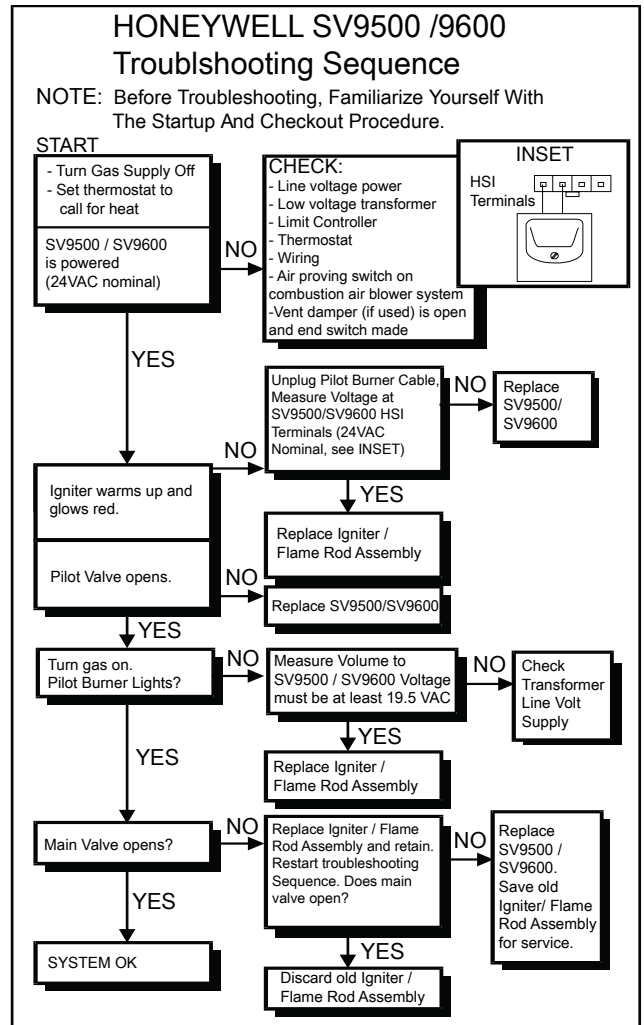 HONEYWELL SV9500 /9600
Troublshooting Sequence
NOTE: Before Troubleshooting, Familiarize Yourself With
The Startup And Checkout Procedure.
START
- Turn Gas Supply Off
- Set thermostat to
call for heat
SV9500 / SV9600
is powered
(24VAC nominal)
NO
CHECK:
- Line voltage power
- Low voltage transformer
- Limit Controller
- Thermostat
- Wiring
- Air proving switch on
combustion air blower system
-Vent damper (if used) is open
and end switch made
INSET
HSI
Terminals
YES
Igniter warms up and
glows red.
NO
Unplug Pilot Burner Cable,
Measure Voltage at
SV9500/SV9600 HSI
Terminals (24VAC
Nominal, see INSET)
NO
Replace
SV9500/
SV9600
YES
Replace Igniter /
Flame Rod Assembly
Pilot Valve opens.
NO
Replace SV9500/SV9600
YES
Turn gas on.
Pilot Burner Lights?
NO
Measure Volume to
SV9500 / SV9600 Voltage
must be at least 19.5 VAC
NO
Check
Transformer
Line Volt
Supply
YES
Replace Igniter /
Flame Rod Assembly
YES
Main Valve opens?
NO
Replace Igniter / Flame
Rod Assembly and retain.
Restart troubleshooting
Sequence. Does main
valve open?
NO
Replace
SV9500 /
SV9600.
Save old
Igniter/ Flame
Rod Assembly
for service.
YES
Discard old Igniter /
Flame Rod Assembly
YES
SYSTEM OK